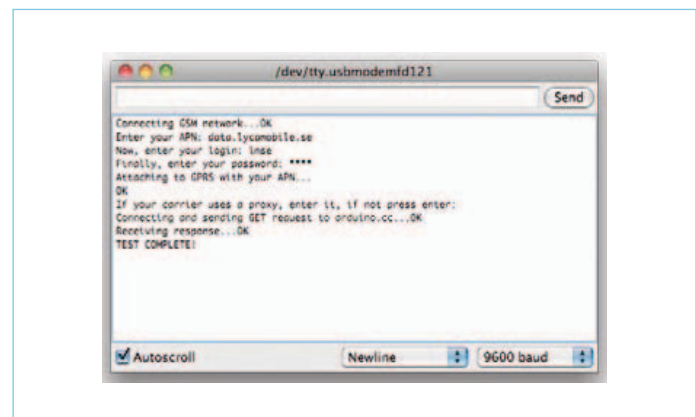 /dev/tty.usbmodemfd121
Send
Connecting GSM network...OK
Enter your APN: data.lycamobile.se
Now, enter your login: lmse
Finally, enter your password: ****
Attaching to GPRS with your APN...
OK
If your carrier uses a proxy, enter it, if not press enter:
Connecting and sending GET request to arduino.cc...OK
Receiving response...OK
TEST COMPLETE!
Autoscroll
Newline
9600 baud